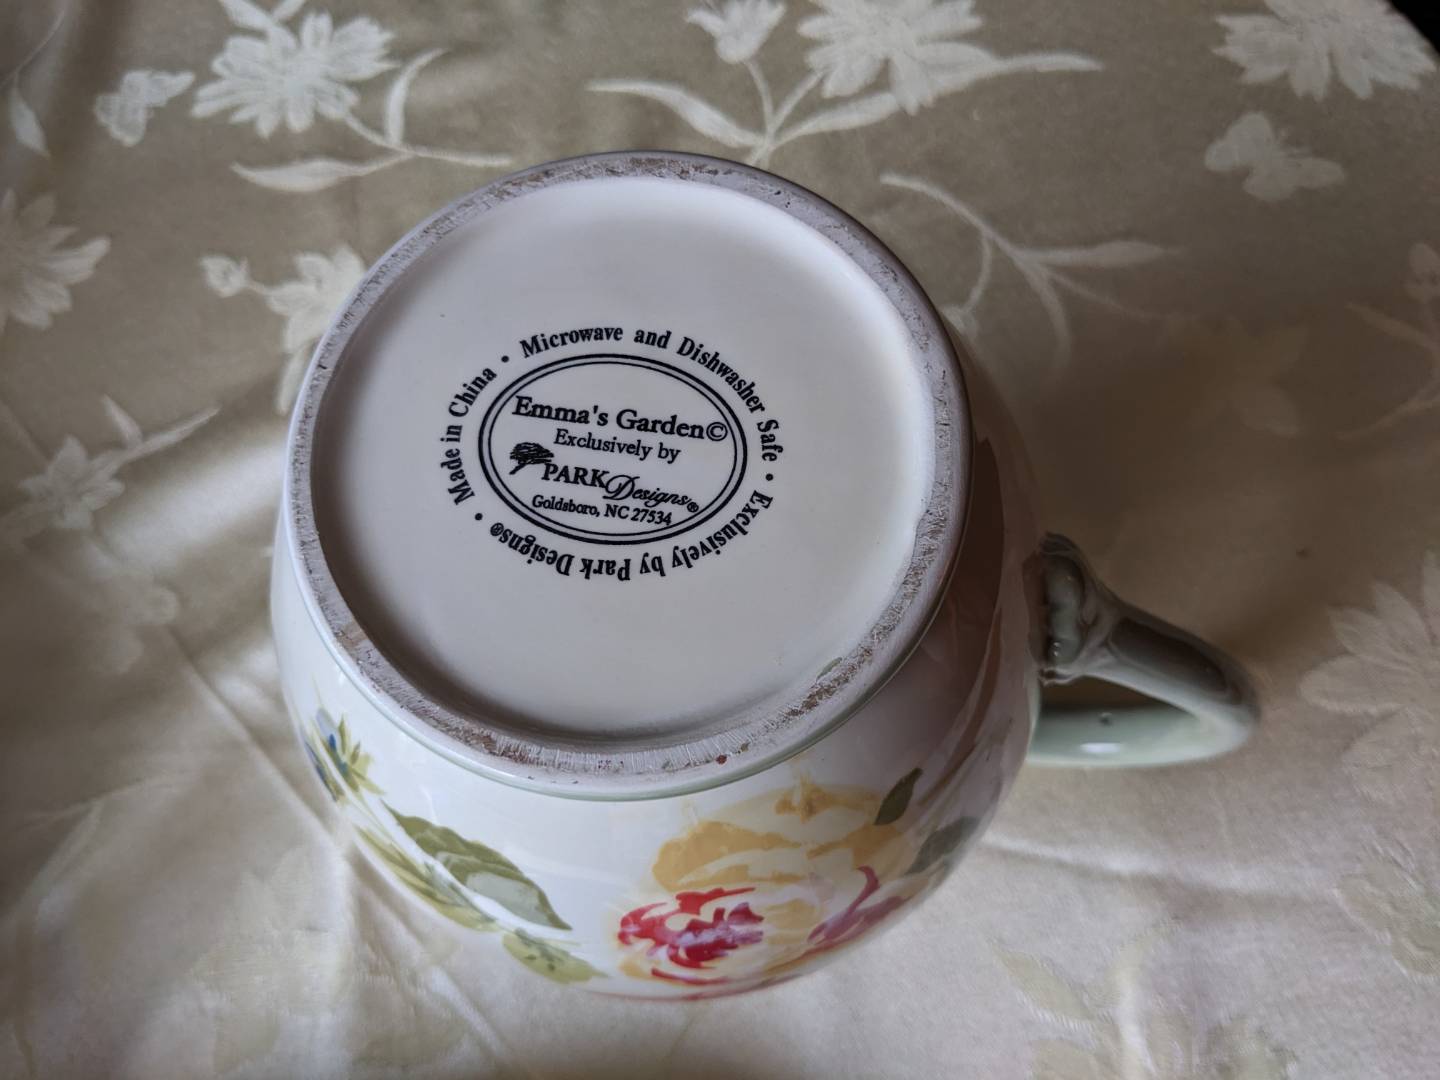 Microwave and Dishwasher Safe • Exclusively by Park Designs® • Made in China •
Emma's Garden©
Exclusively by
PARK Designs®
Goldsboro, NC 27534